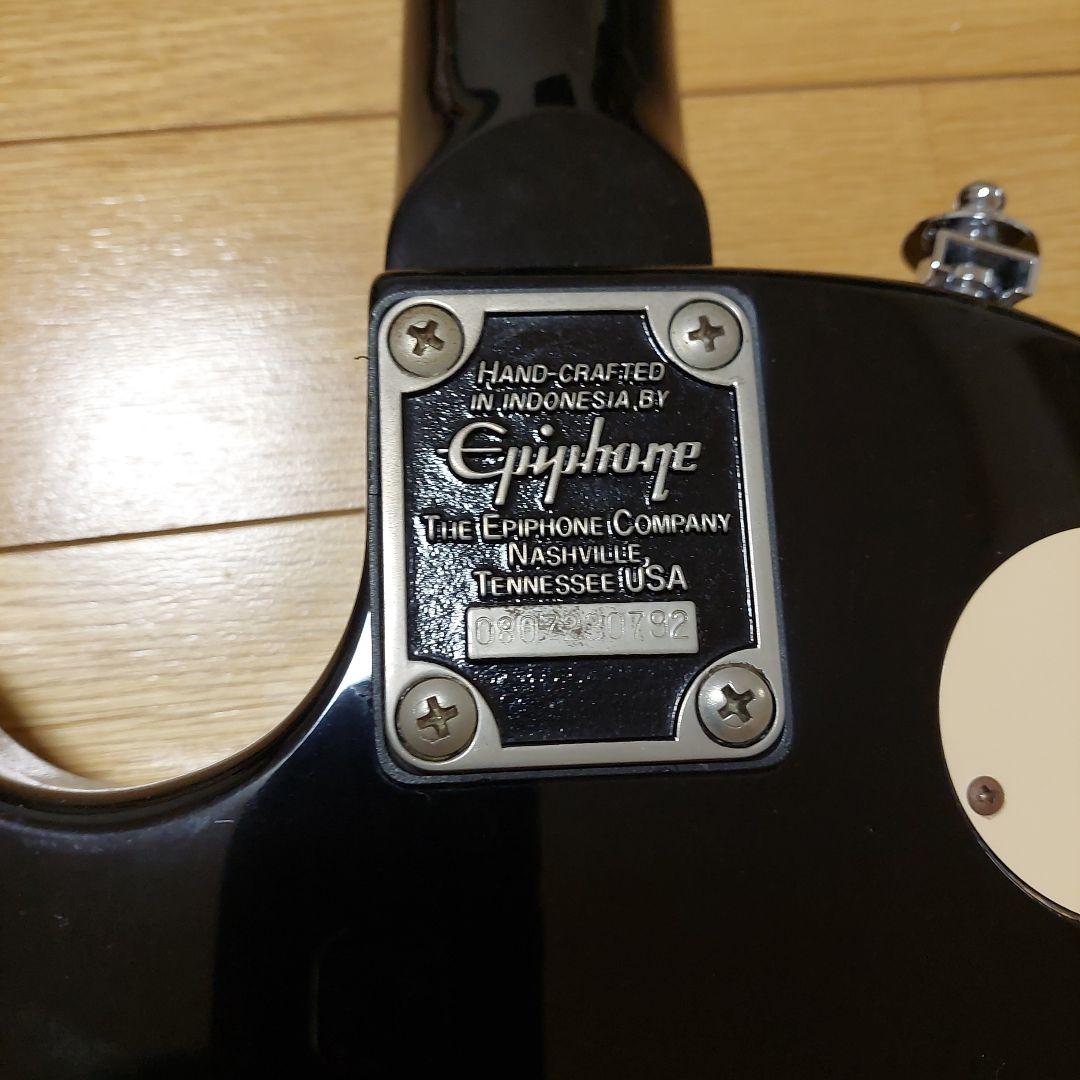 HAND-CRAFTED
IN INDONESIA BY
Epiphone
THE EPIPHONE COMPANY
NASHVILLE,
TENNESSEE USA